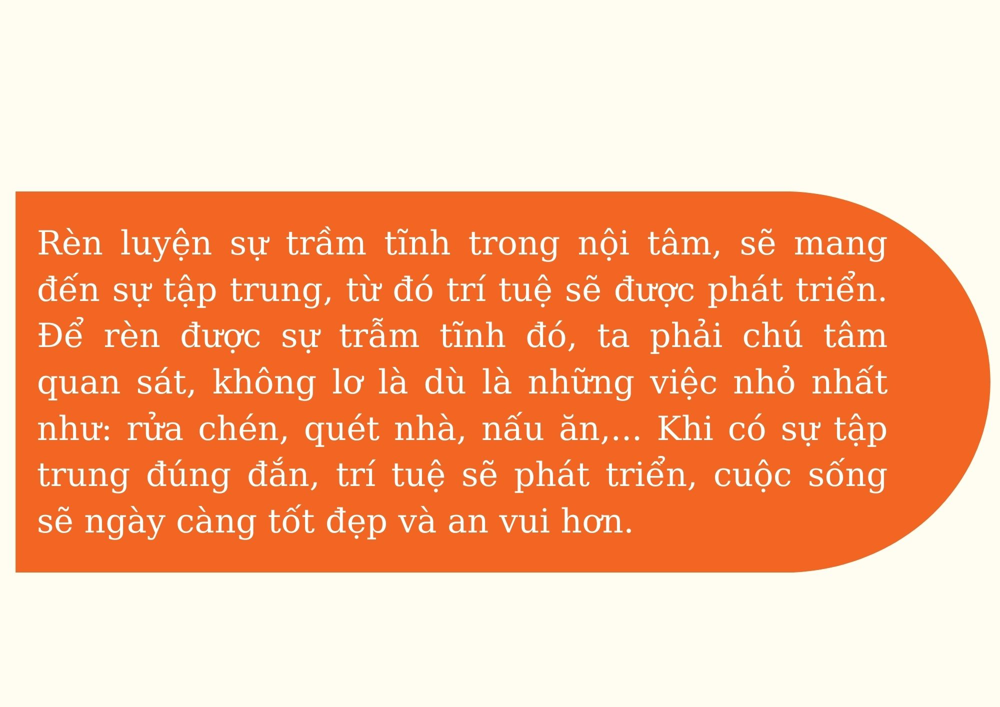 Rèn luyện sự trầm tĩnh trong nội tâm, sẽ mang
đến sự tập trung, từ đó trí tuệ sẽ được phát triển.
Để rèn được sự trẫm tĩnh đó, ta phải chú tâm
quan sát, không lơ là dù là những việc nhỏ nhất
như: rửa chén, quét nhà, nấu ăn,... Khi có sự tập
trung đúng đắn, trí tuệ sẽ phát triển, cuộc sống
sẽ ngày càng tốt đẹp và an vui hơn.